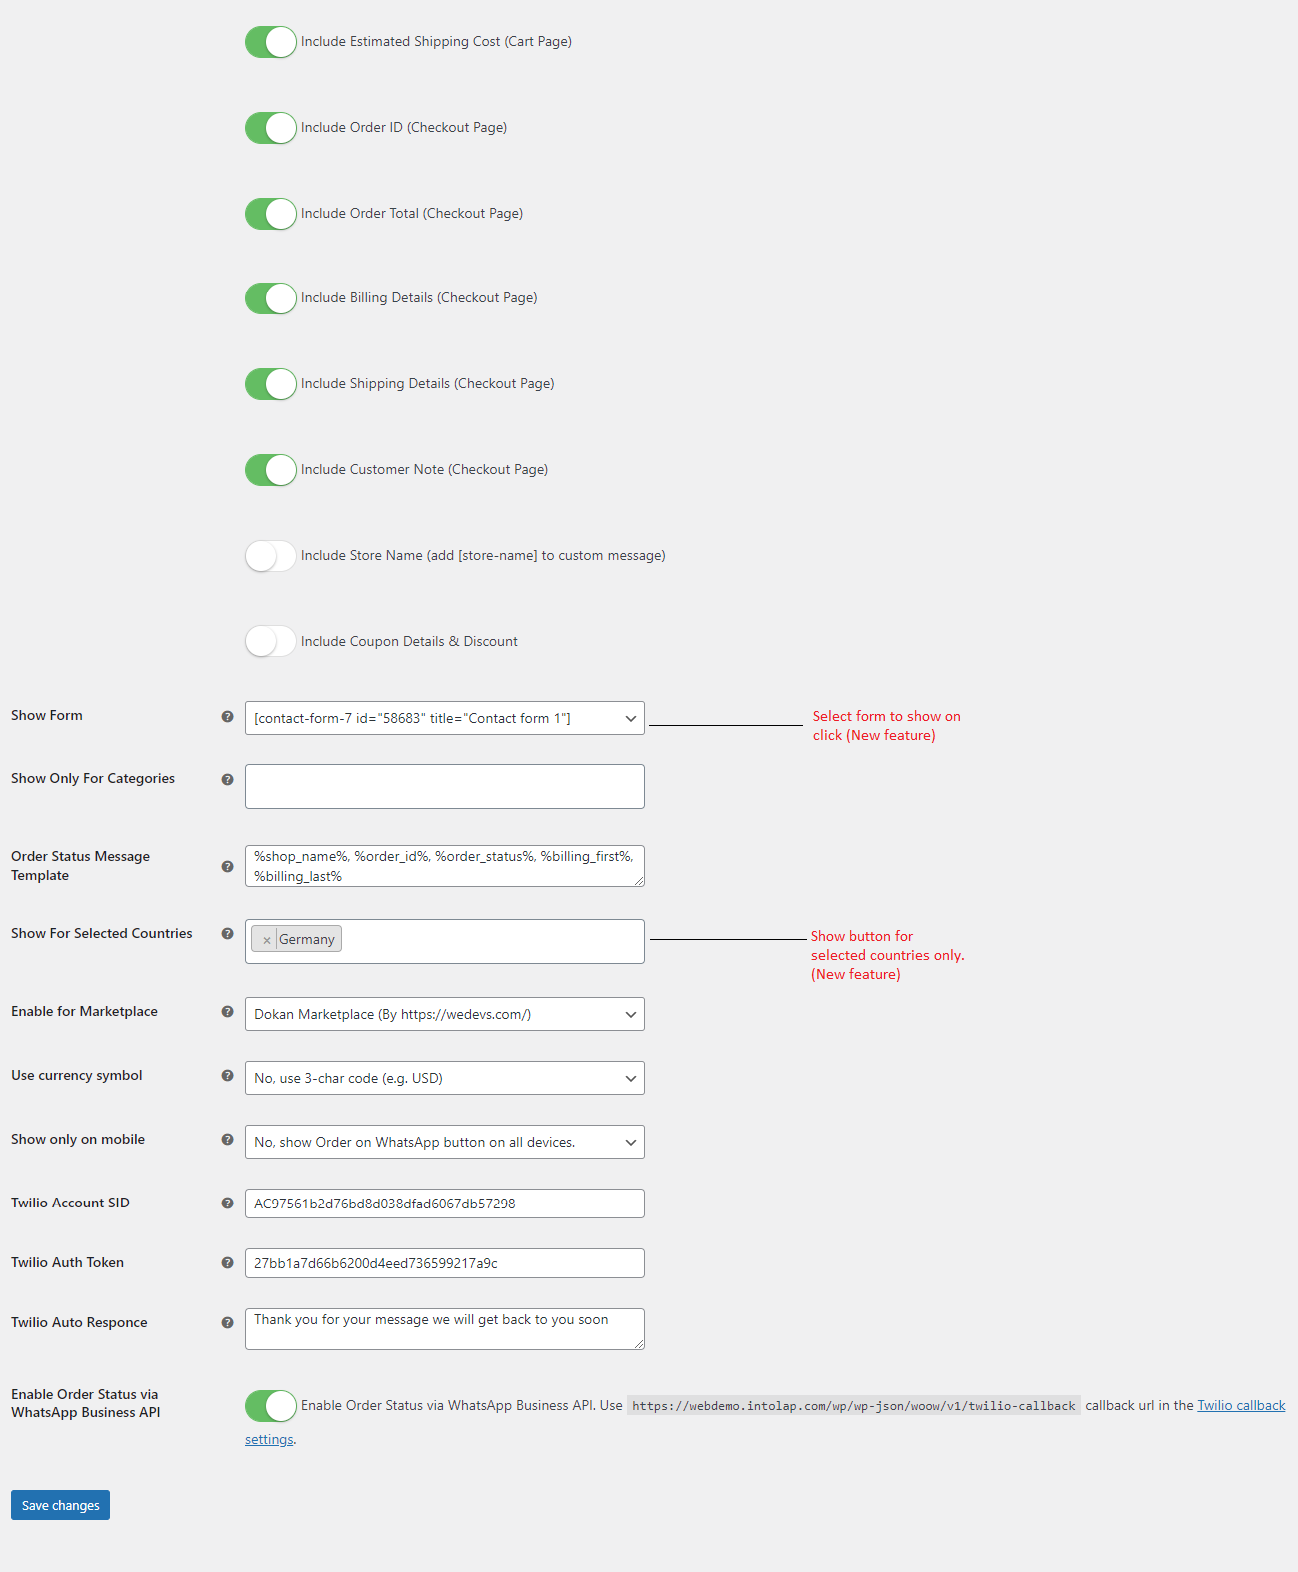 Include Estimated Shipping Cost (Cart Page)
Include Order ID (Checkout Page)
Include Order Total (Checkout Page)
Include Billing Details (Checkout Page)
Include Shipping Details (Checkout Page)
Include Customer Note (Checkout Page)
Include Store Name (add [store-name] to custom message)
Include Coupon Details & Discount
Show Form
?
[contact-form-7 id="58683" title="Contact form 1"]
Select form to show on
click (New feature)
Show Only For Categories
?
Order Status Message
Template
?
%shop_name%, %order_id%, %order_status%, %billing_first%,
%billing_last%
Show For Selected Countries
?
× Germany
Show button for
selected countries only.
(New feature)
Enable for Marketplace
?
Dokan Marketplace (By https://wedevs.com/)
Use currency symbol
?
No, use 3-char code (e.g. USD)
Show only on mobile
?
No, show Order on WhatsApp button on all devices.
Twilio Account SID
?
AC97561b2d76bd8d038dfad6067db57298
Twilio Auth Token
?
27bb1a7d66b6200d4eed736599217a9c
Twilio Auto Responce
?
Thank you for your message we will get back to you soon
Enable Order Status via
WhatsApp Business API
Enable Order Status via WhatsApp Business API. Use https://webdemo.intolap.com/wp/wp-json/woow/v1/twilio-callback callback url in the Twilio callback
settings.
Save changes